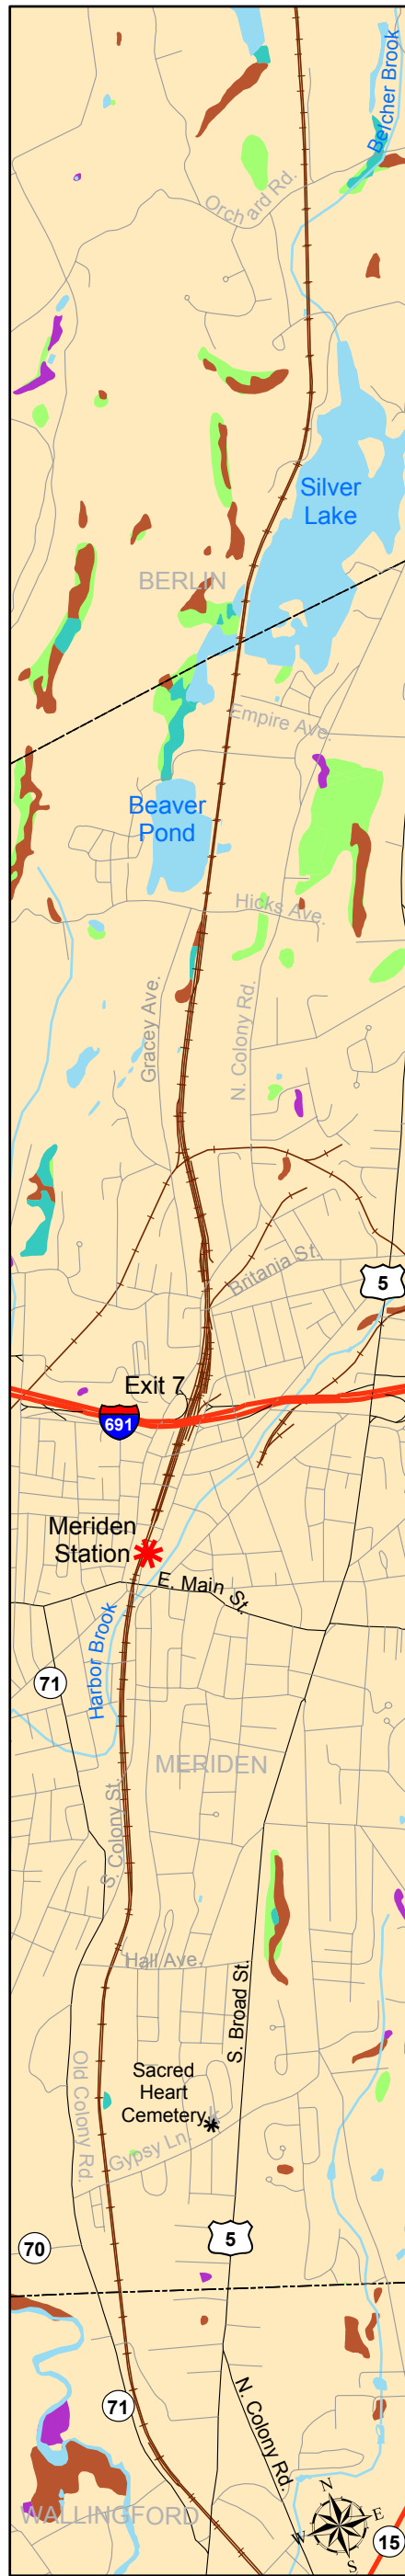 Belcher Brook
Orchard Rd.
Silver
Lake
BERLIN
Empire Ave.
Beaver
Pond
Hicks Ave.
Gracey Ave.
N. Colony Rd.
Britania St.
5
Exit 7
691
Meriden
Station
E. Main St.
Harbor Brook
71
MERIDEN
S. Colony St.
Hall Ave.
S. Broad St.
Old Colony Rd.
Sacred
Heart
Cemetery
Gypsy Ln.
5
70
71
N. Colony Rd.
WALLINGFORD
N
E
W
S
15